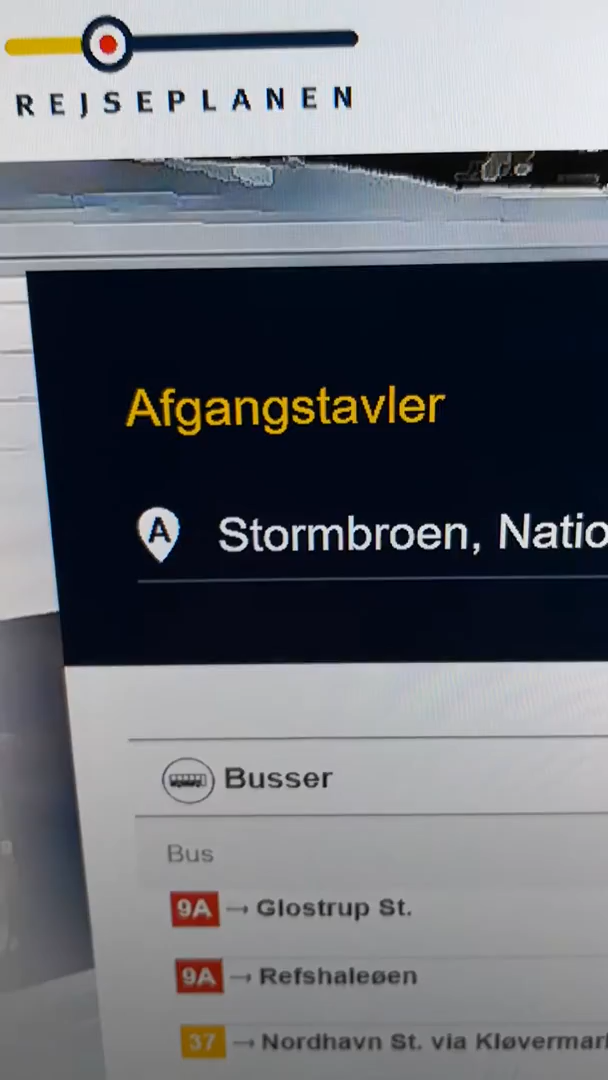 REJSEPLANEN
Afgangstavler
A Stormbroen, Natio
Busser
Bus
9A → Glostrup St.
9A → Refshaleøen
37 → Nordhavn St. via Kløvermar